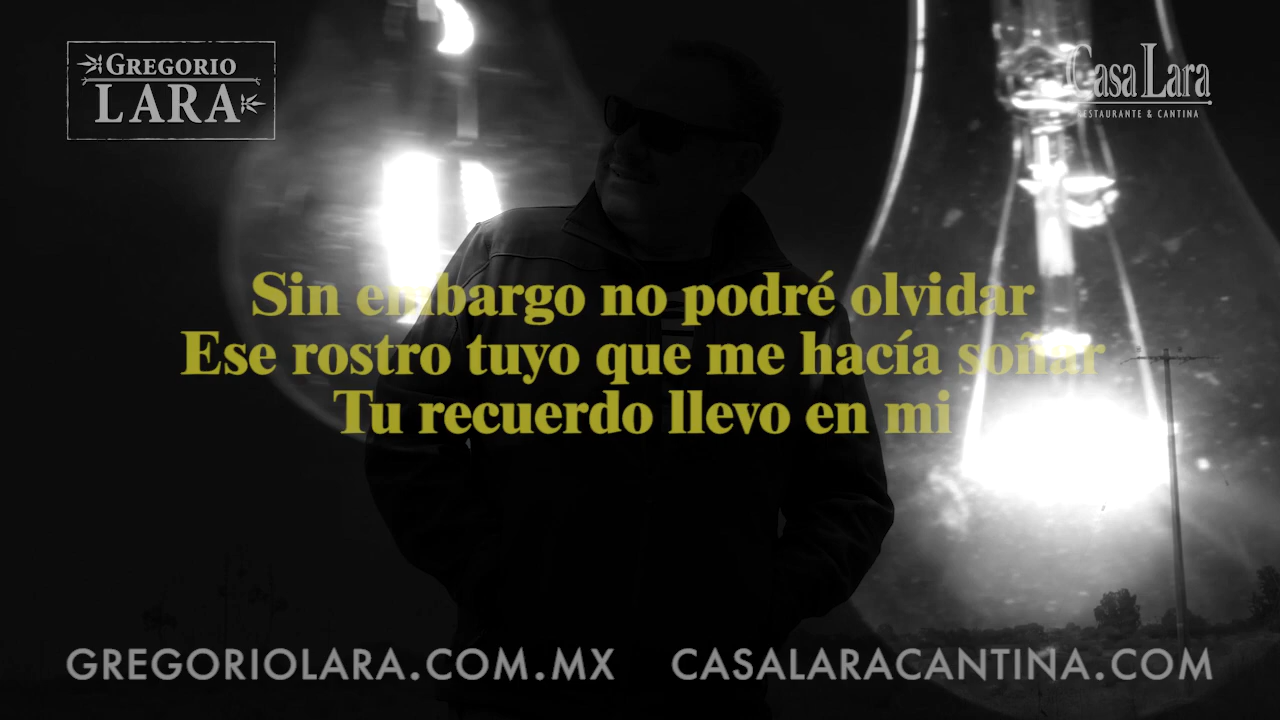 GREGORIO
LARA
Casa Lara
RESTAURANTE & CANTINA
Sin embargo no podré olvidar
Ese rostro tuyo que me hacía soñar
Tu recuerdo llevo en mi
GREGORIOLARA.COM.MX
CASALARACANTINA.COM